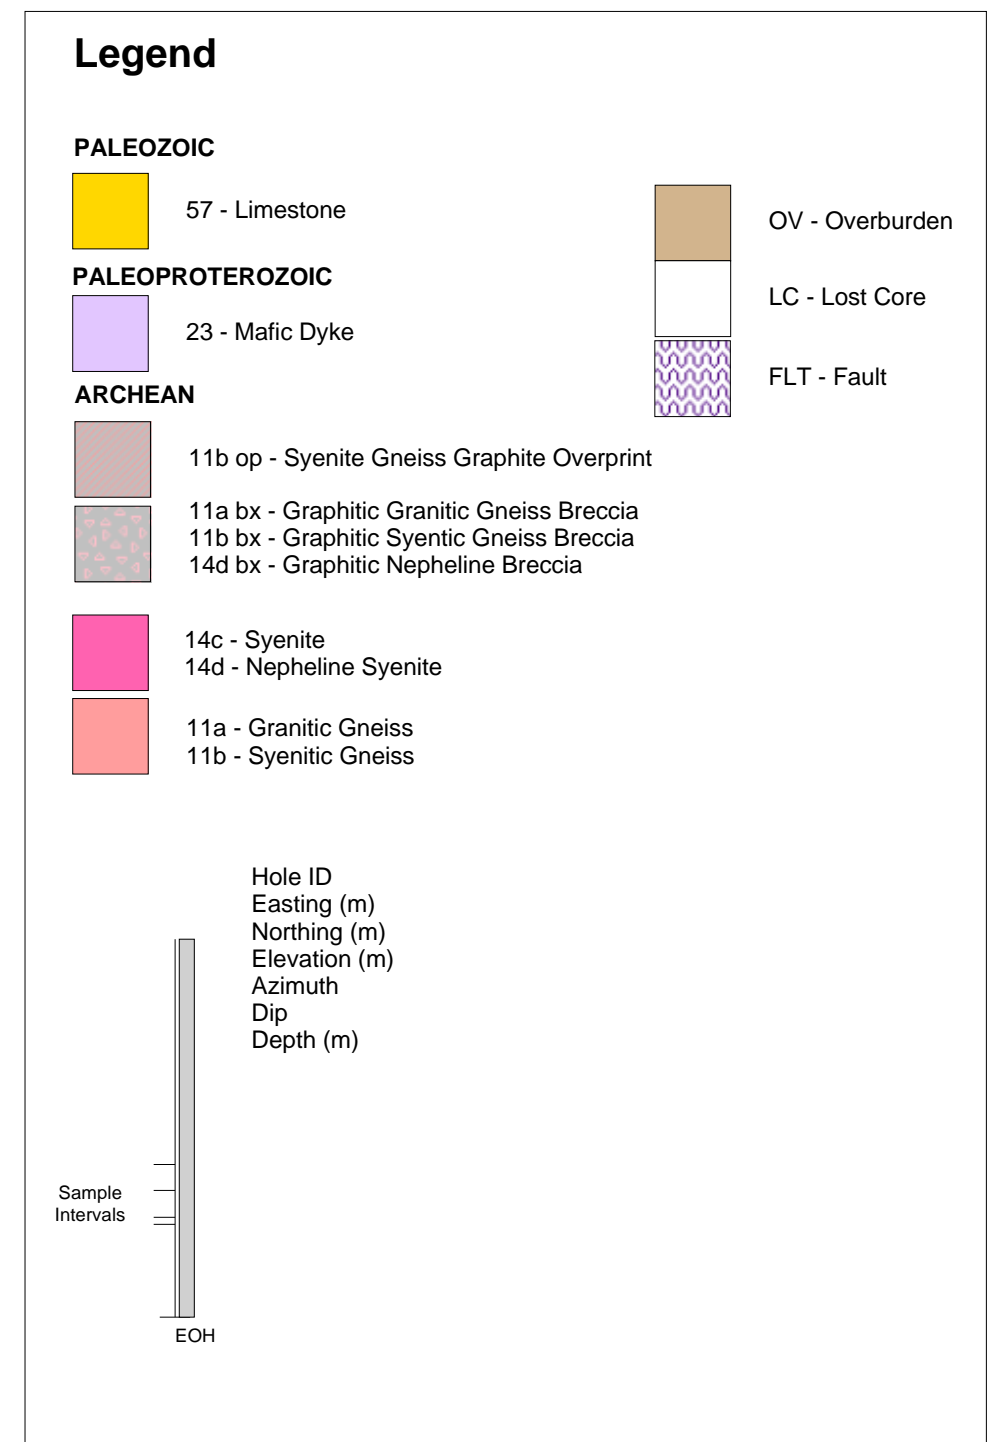 Legend
PALEOZOIC
57 - Limestone
PALEOPROTEROZOIC
23 - Mafic Dyke
ARCHEAN
11b op - Syenite Gneiss Graphite Overprint
11a bx - Graphitic Granitic Gneiss Breccia
11b bx - Graphitic Syentic Gneiss Breccia
14d bx - Graphitic Nepheline Breccia
14c - Syenite
14d - Nepheline Syenite
11a - Granitic Gneiss
11b - Syenitic Gneiss
OV - Overburden
LC - Lost Core
FLT - Fault
Hole ID
Easting (m)
Northing (m)
Elevation (m)
Azimuth
Dip
Depth (m)
Sample
Intervals
EOH